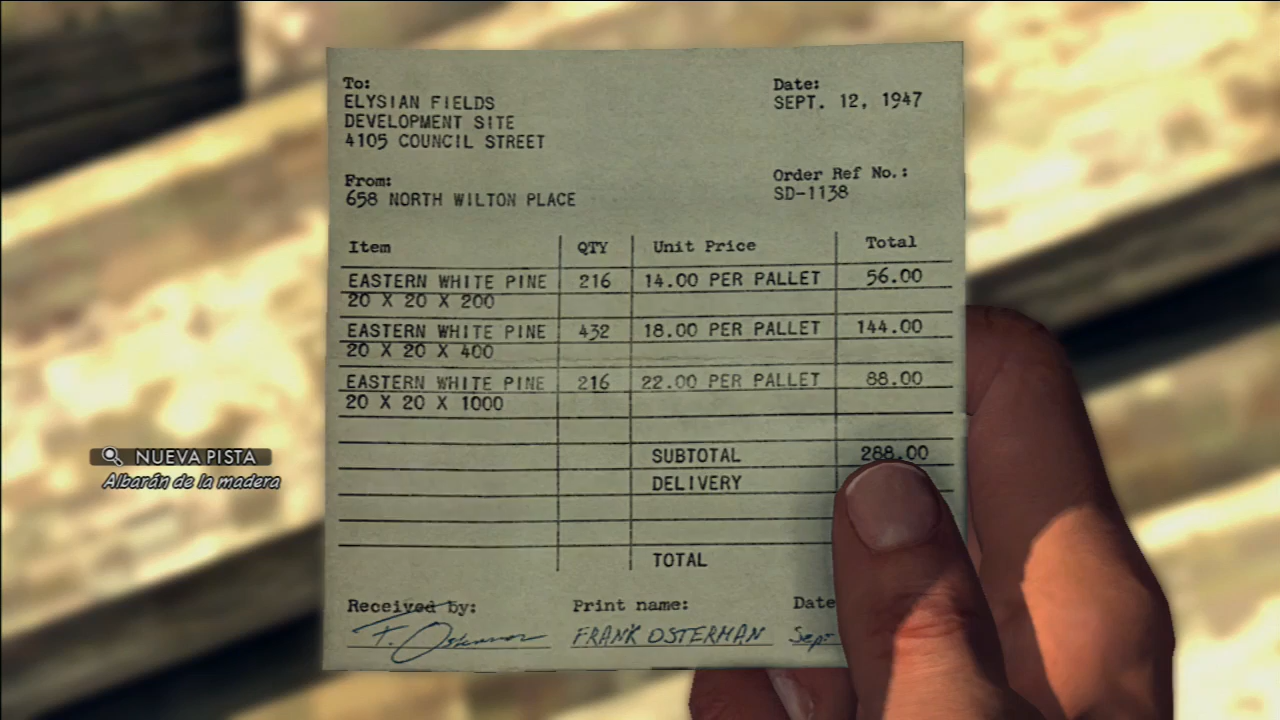 To:
ELYSIAN FIELDS
DEVELOPMENT SITE
4105 COUNCIL STREET
Date:
SEPT. 12, 1947
From:
658 NORTH WILTON PLACE
Order Ref No.:
SD-1138
Item QTY Unit Price Total
EASTERN WHITE PINE 216 14.00 PER PALLET 56.00
20 X 20 X 200
EASTERN WHITE PINE 432 18.00 PER PALLET 144.00
20 X 20 X 400
EASTERN WHITE PINE 216 22.00 PER PALLET 88.00
20 X 20 X 1000
SUBTOTAL 288.00
DELIVERY
TOTAL
Received by: Print name: Date
F. Osterman FRANK OSTERMAN Sept
NUEVA PISTA
Albarán de la madera